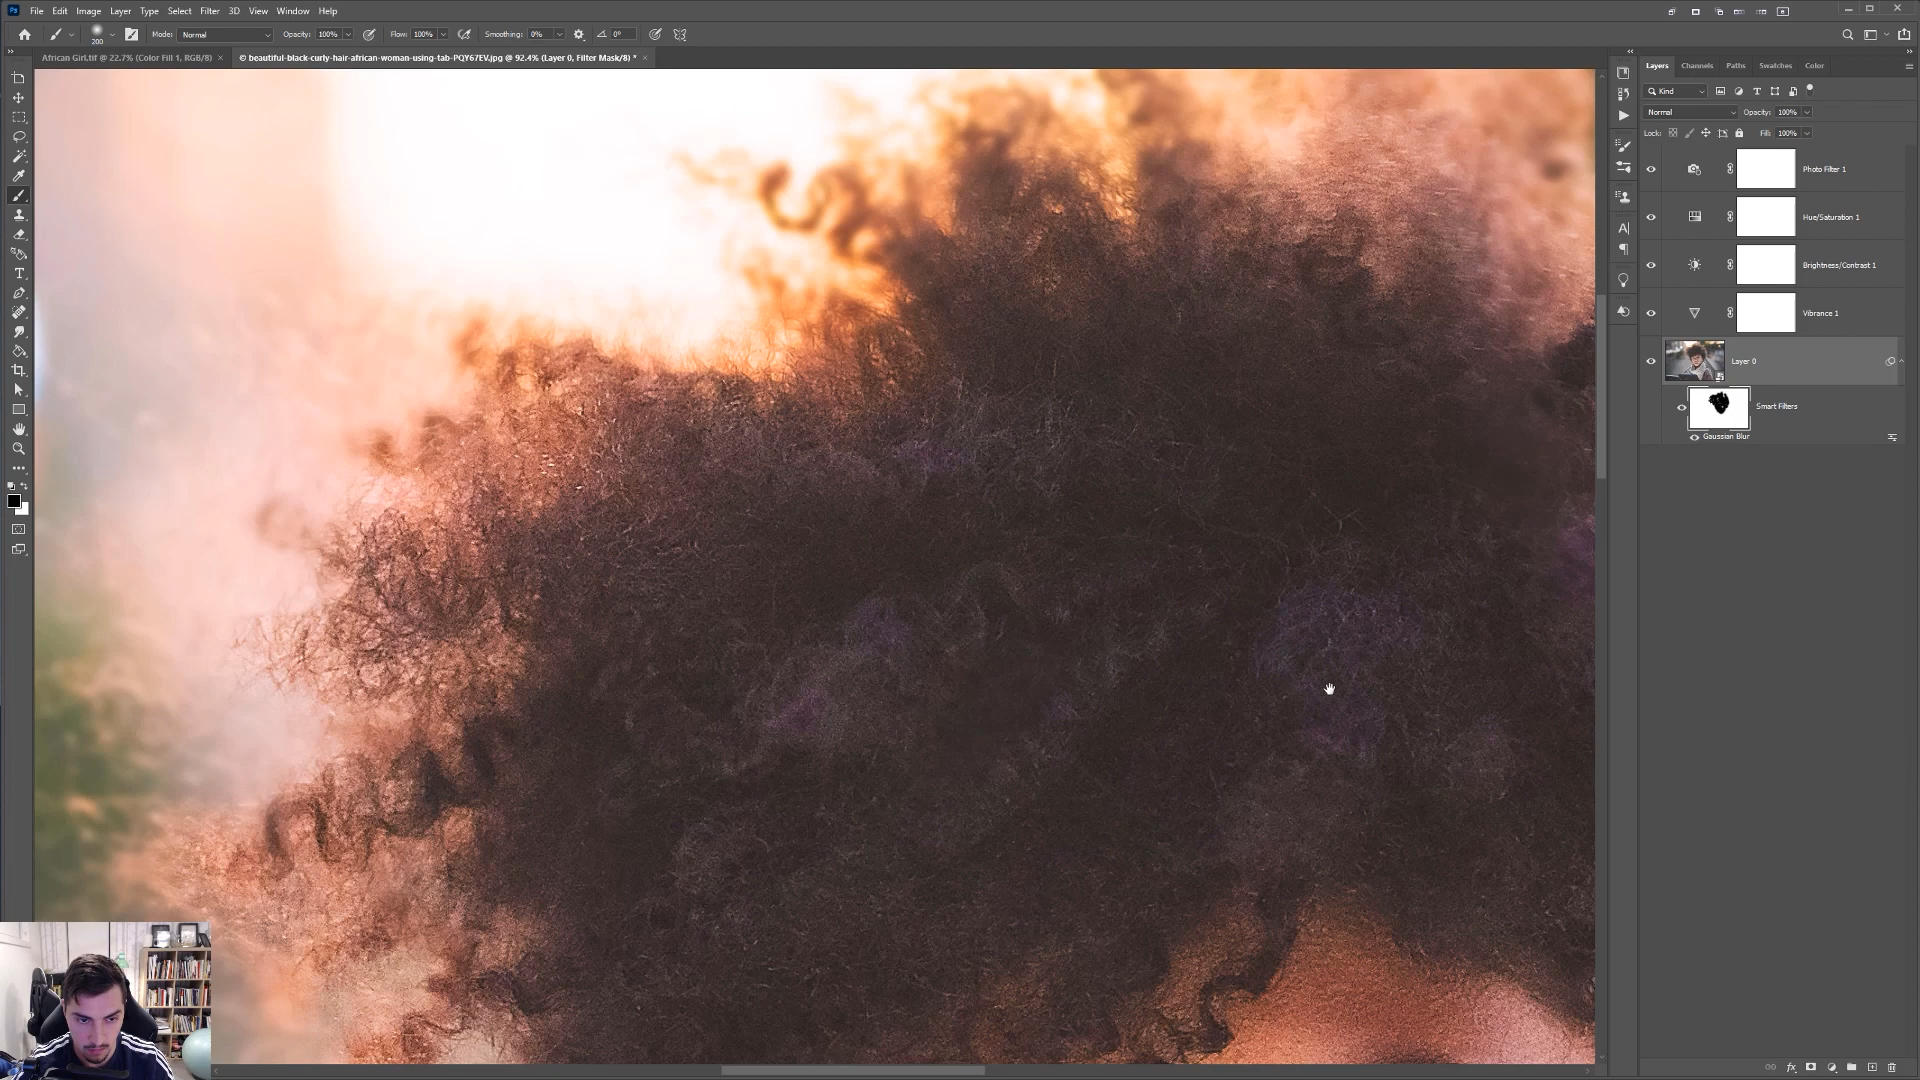 Ps File Edit Image Layer Type Select Filter 3D View Window Help
200 Mode: Normal Opacity: 100% Flow: 100% Smoothing: 0% 0°
African Girl.tif @ 22.7% (Color Fill 1, RGB/8) × © beautiful-black-curly-hair-african-woman-using-tab-PQY67EV.jpg @ 92.4% (Layer 0, Filter Mask/8) * ×
Layers Channels Paths Swatches Color
Kind
Normal Opacity: 100%
Lock: Fill: 100%
Photo Filter 1
Hue/Saturation 1
Brightness/Contrast 1
Vibrance 1
Layer 0
Smart Filters
Gaussian Blur